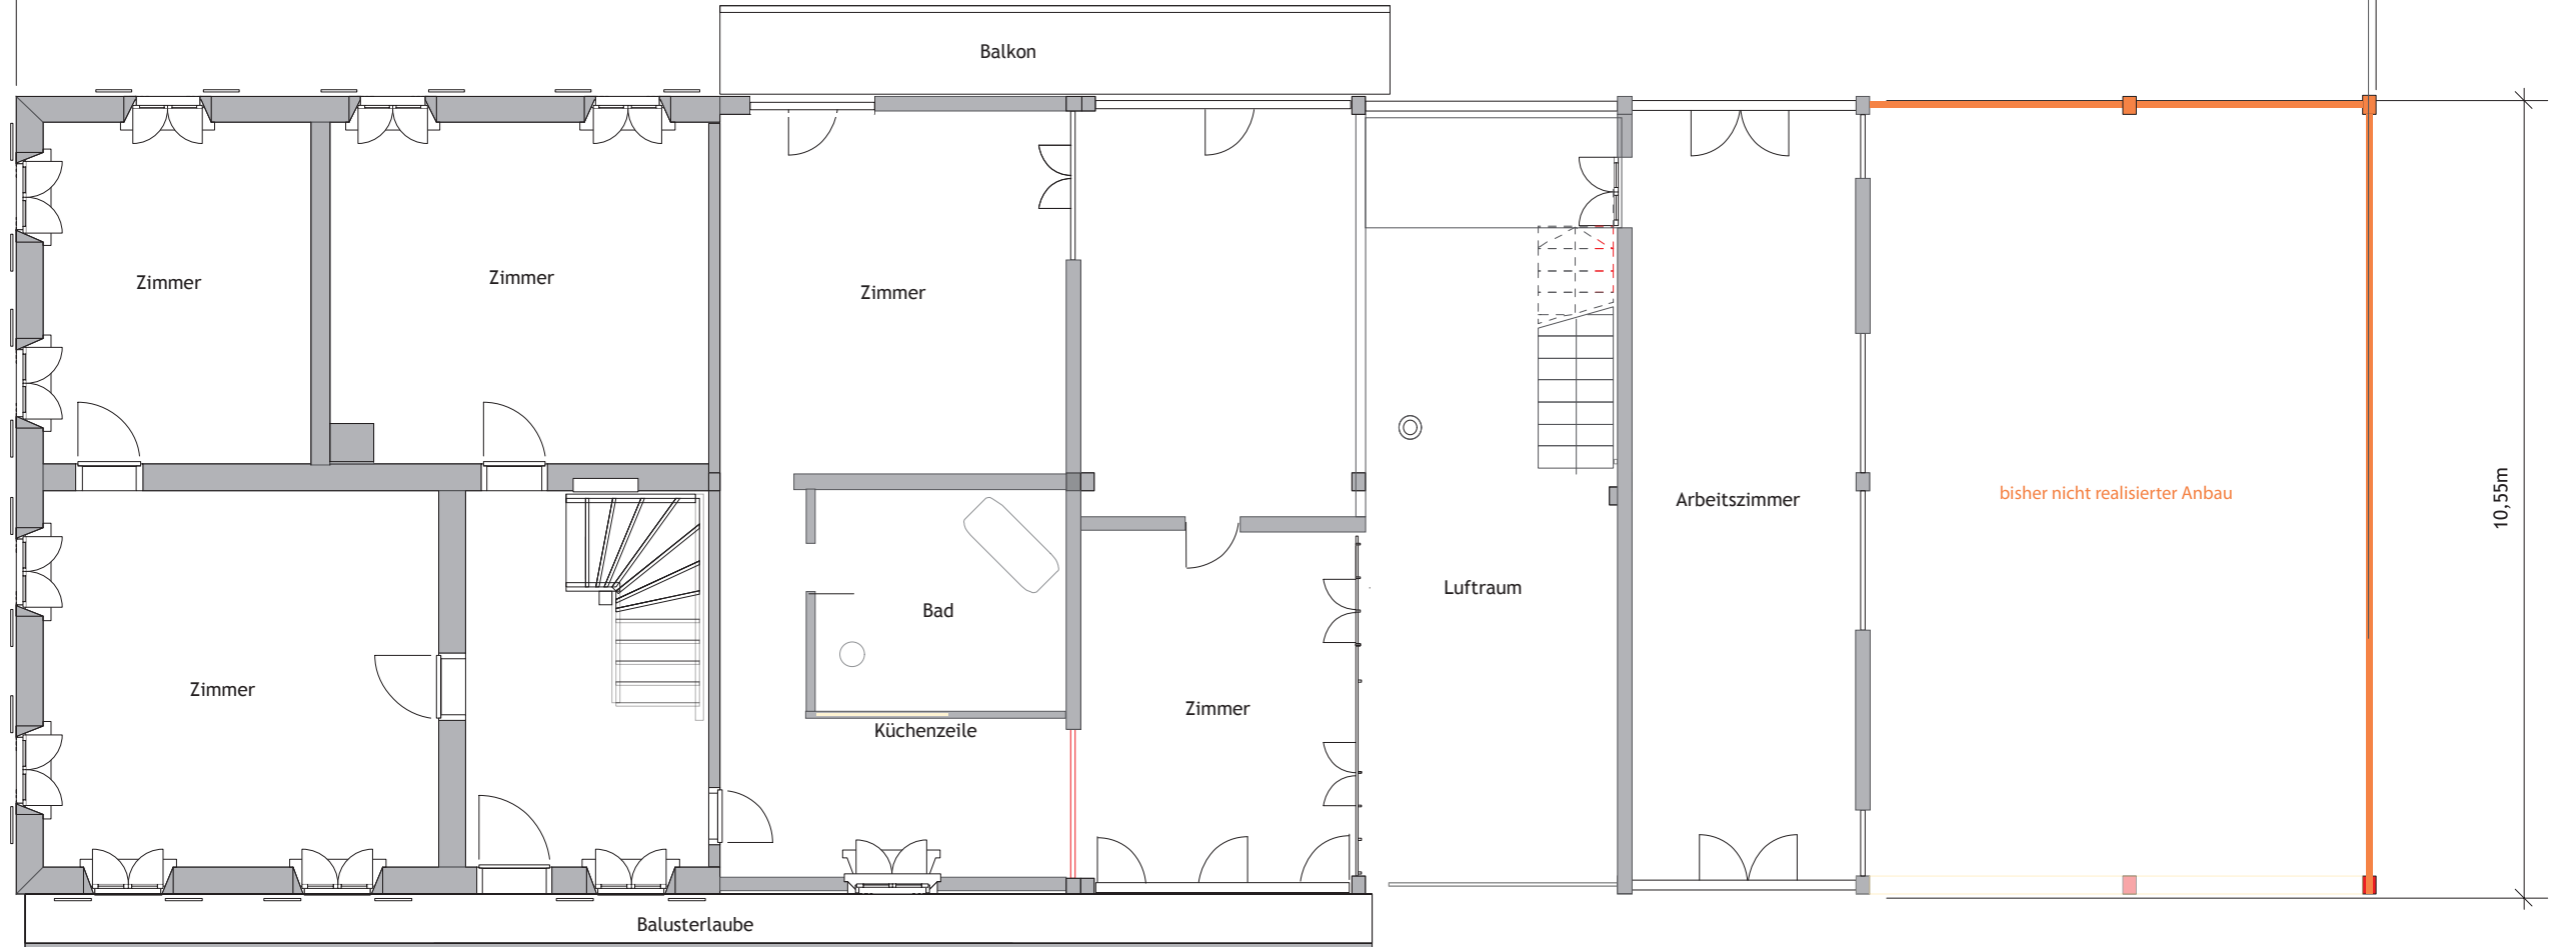 Balkon
Zimmer
Zimmer
Zimmer
Arbeitszimmer
bisher nicht realisierter Anbau
10,55m
Luftraum
Bad
Zimmer
Zimmer
Küchenzeile
Balusterlaube